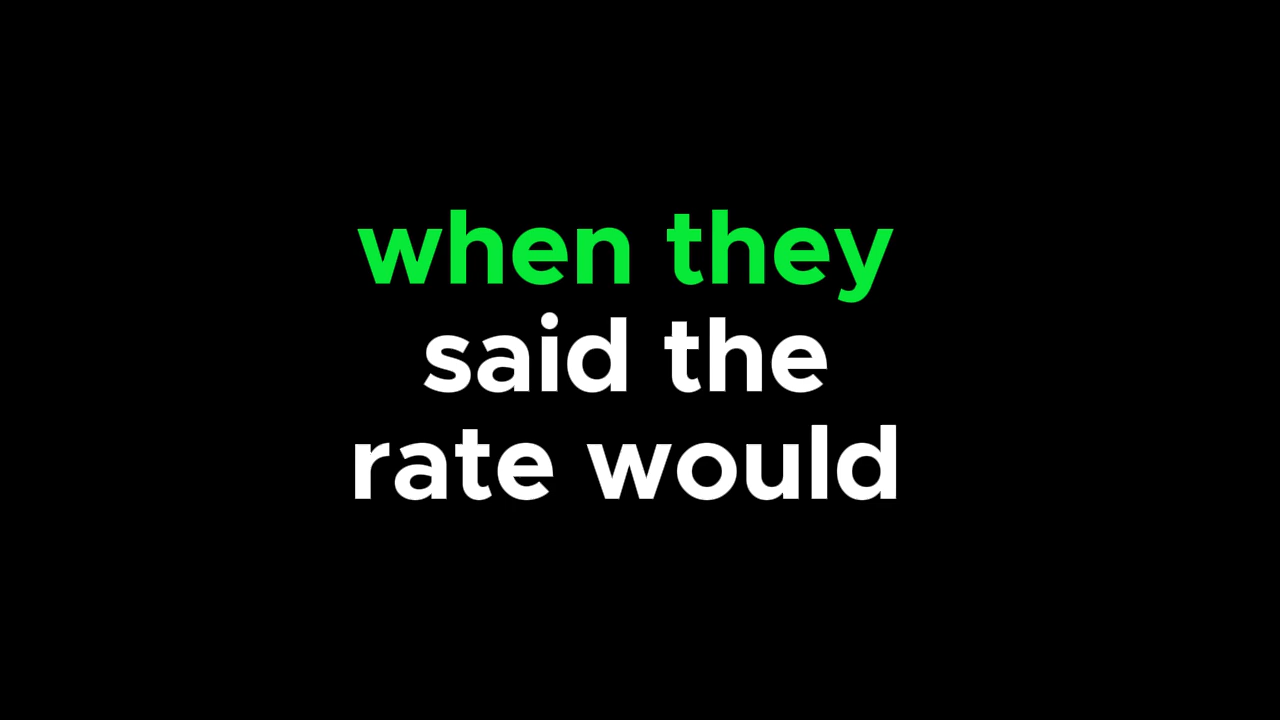 when they
said the
rate would